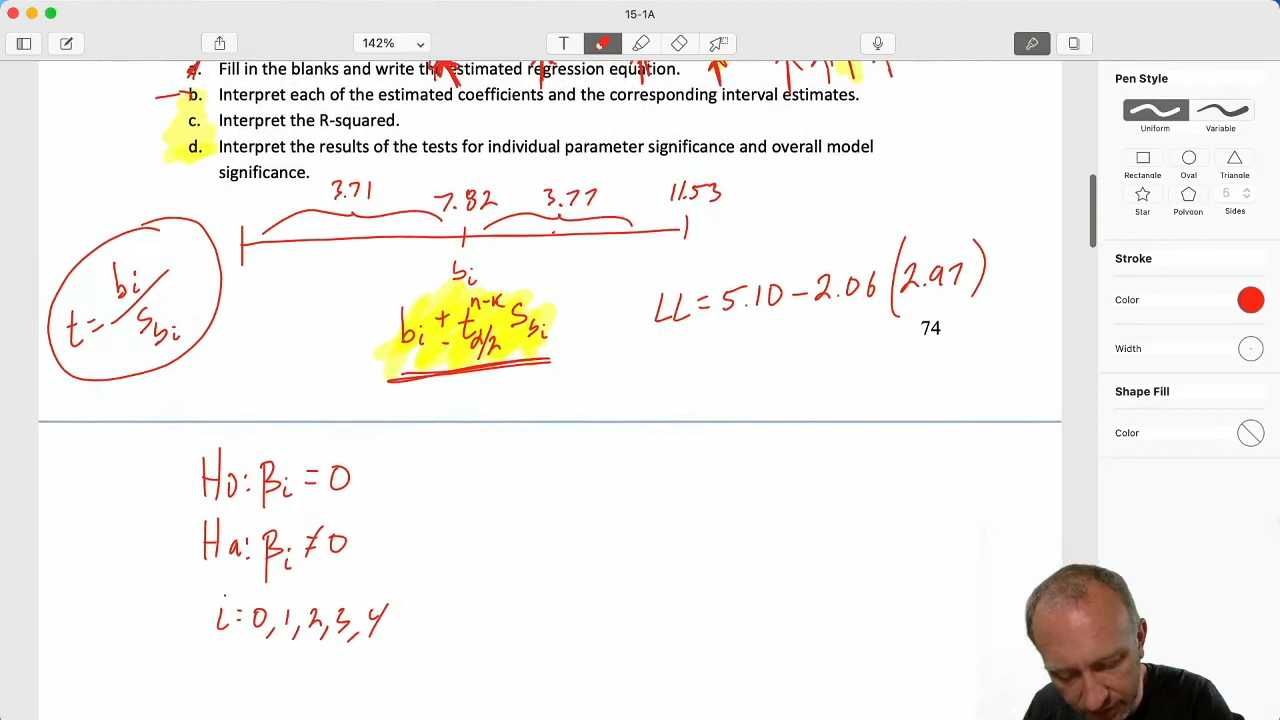 15-1A
142%
T
a. Fill in the blanks and write the estimated regression equation.
b. Interpret each of the estimated coefficients and the corresponding interval estimates.
c. Interpret the R-squared.
d. Interpret the results of the tests for individual parameter significance and overall model
significance.
3.71 7.82 3.77 11.53
bi
t = bi/Sbi
bi ± t n-k α/2 Sbi
LL = 5.10 - 2.06 (2.97)
74
Ho: βi = 0
Ha: βi ≠ 0
i = 0, 1, 2, 3, 4
Pen Style
Uniform Variable
Rectangle Oval Triangle
Star Polygon 5 Sides
Stroke
Color
Width
Shape Fill
Color